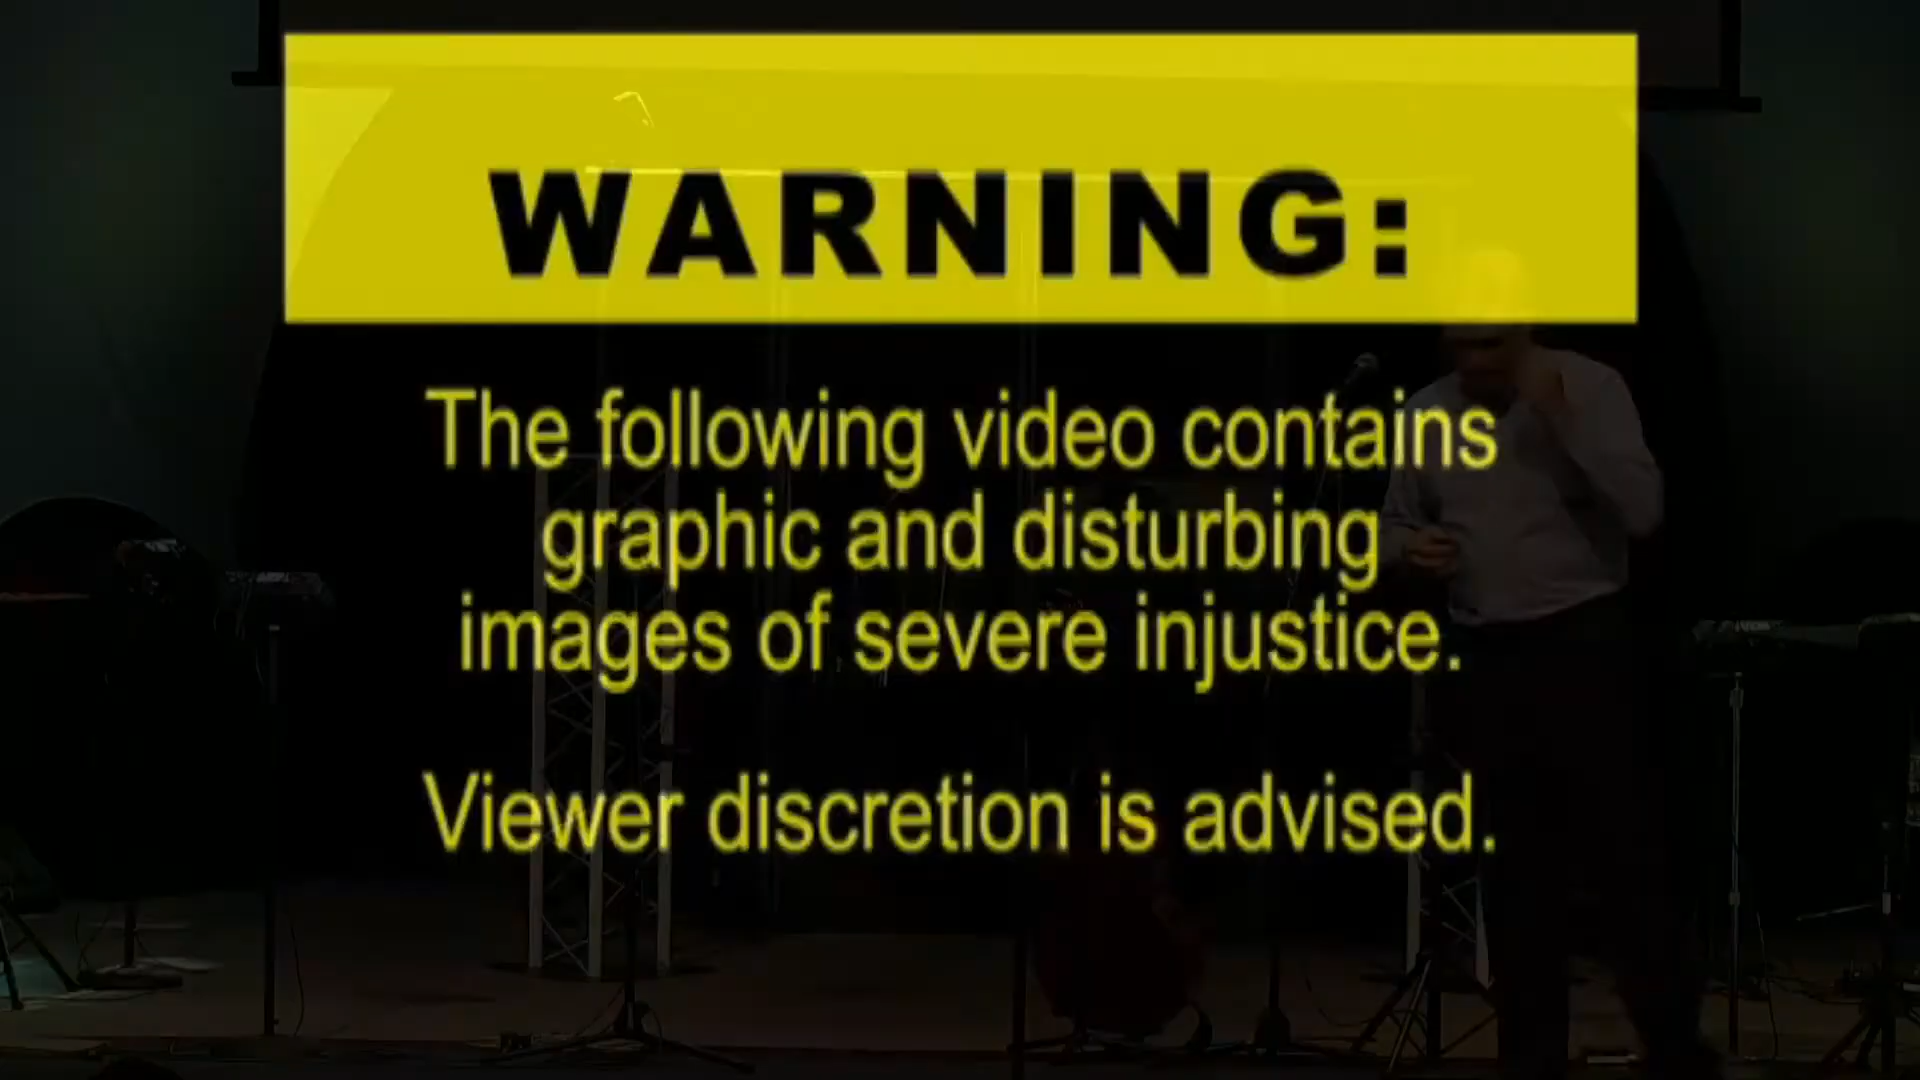 WARNING:
The following video contains
graphic and disturbing
images of severe injustice.
Viewer discretion is advised.